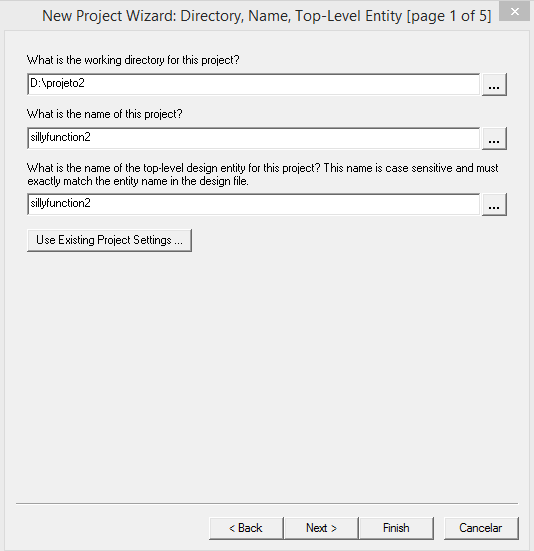 New Project Wizard: Directory, Name, Top-Level Entity [page 1 of 5]
What is the working directory for this project?
D:\projeto2
...
What is the name of this project?
sillyfunction2
...
What is the name of the top-level design entity for this project? This name is case sensitive and must
exactly match the entity name in the design file.
sillyfunction2
...
Use Existing Project Settings ...
< Back
Next >
Finish
Cancelar